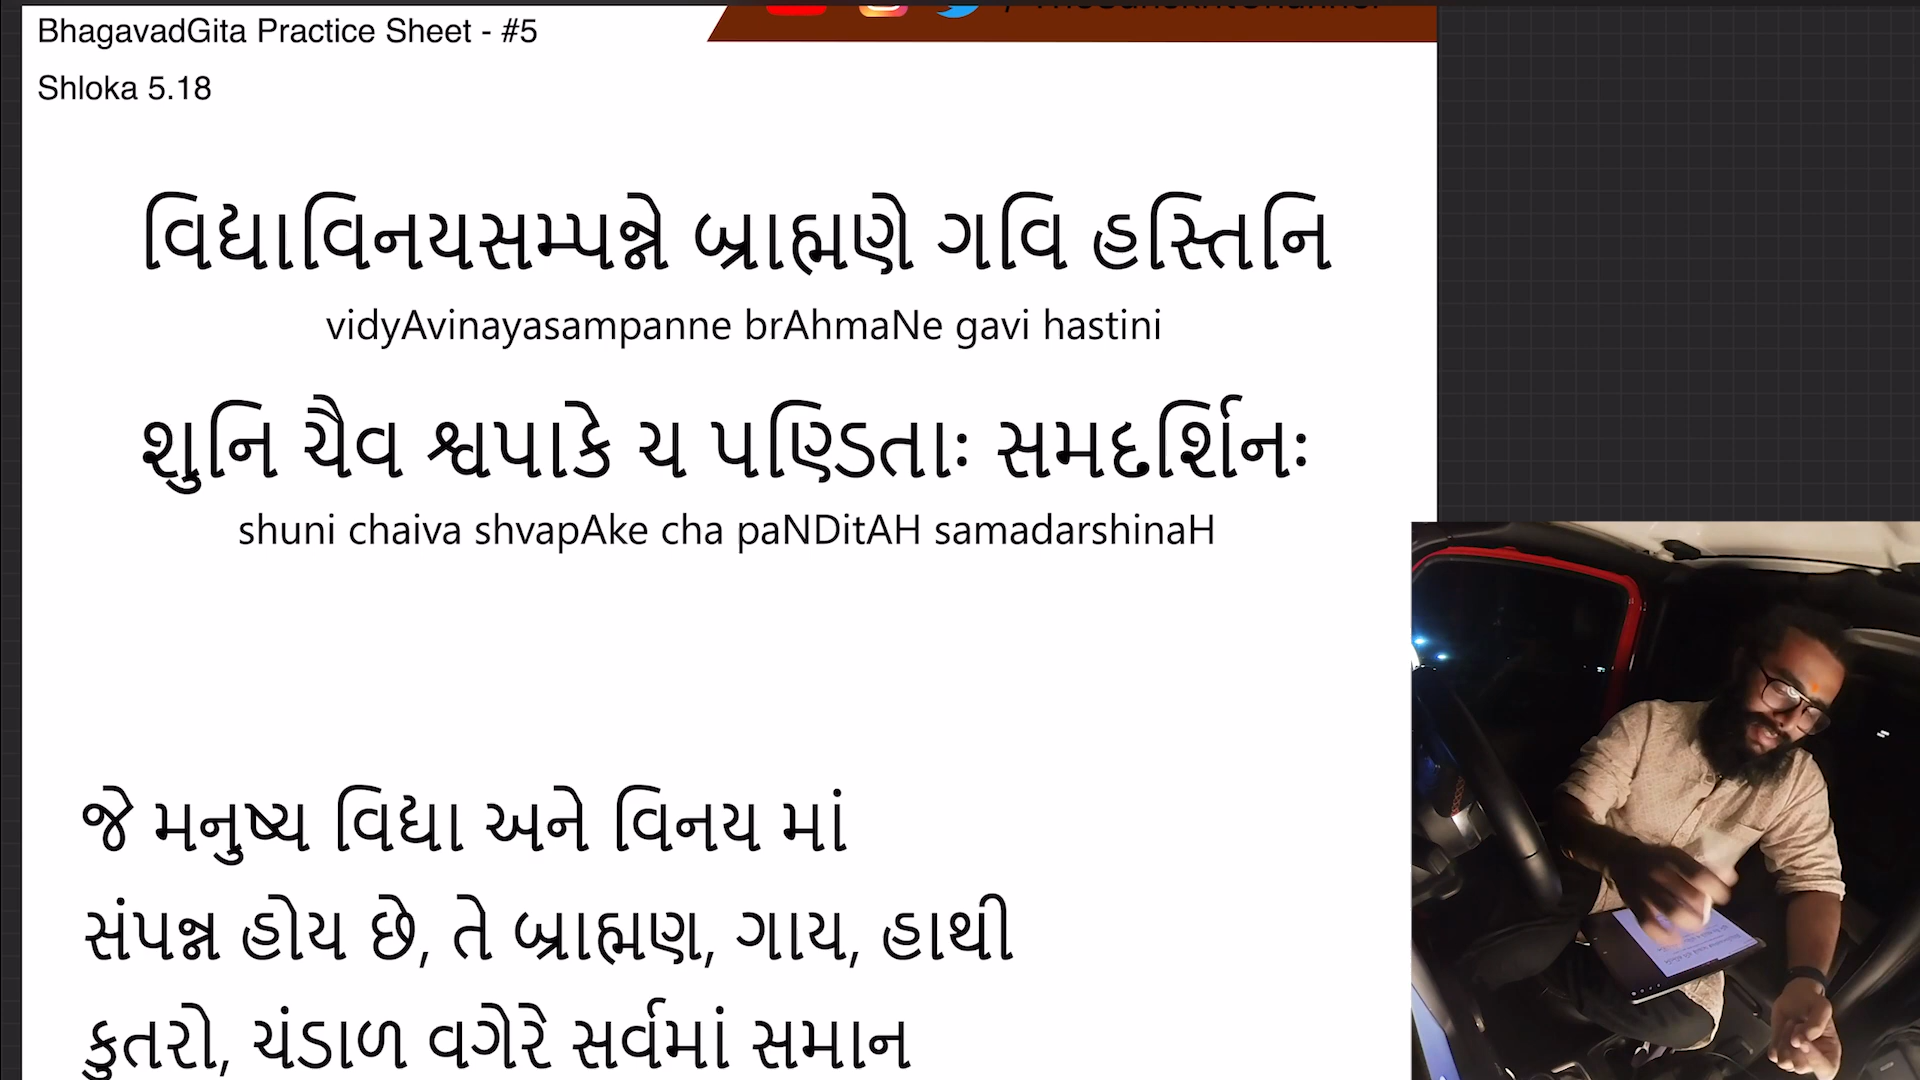 BhagavadGita Practice Sheet - #5
Shloka 5.18
વિદ્યાવિનયસમ્પન્ને બ્રાહ્મણે ગવિ હસ્તિનિ
vidyAvinayasampanne brAhmaNe gavi hastini
શુનિ ચૈવ શ્વપાકે ચ પણ્ડિતાઃ સમદર્શિનઃ
shuni chaiva shvapAke cha paNDitAH samadarshinaH
જે મનુષ્ય વિદ્યા અને વિનય માં
સંપન્ન હોય છે, તે બ્રાહ્મણ, ગાય, હાથી
કુતરો, ચંડાળ વગેરે સર્વમાં સમાન